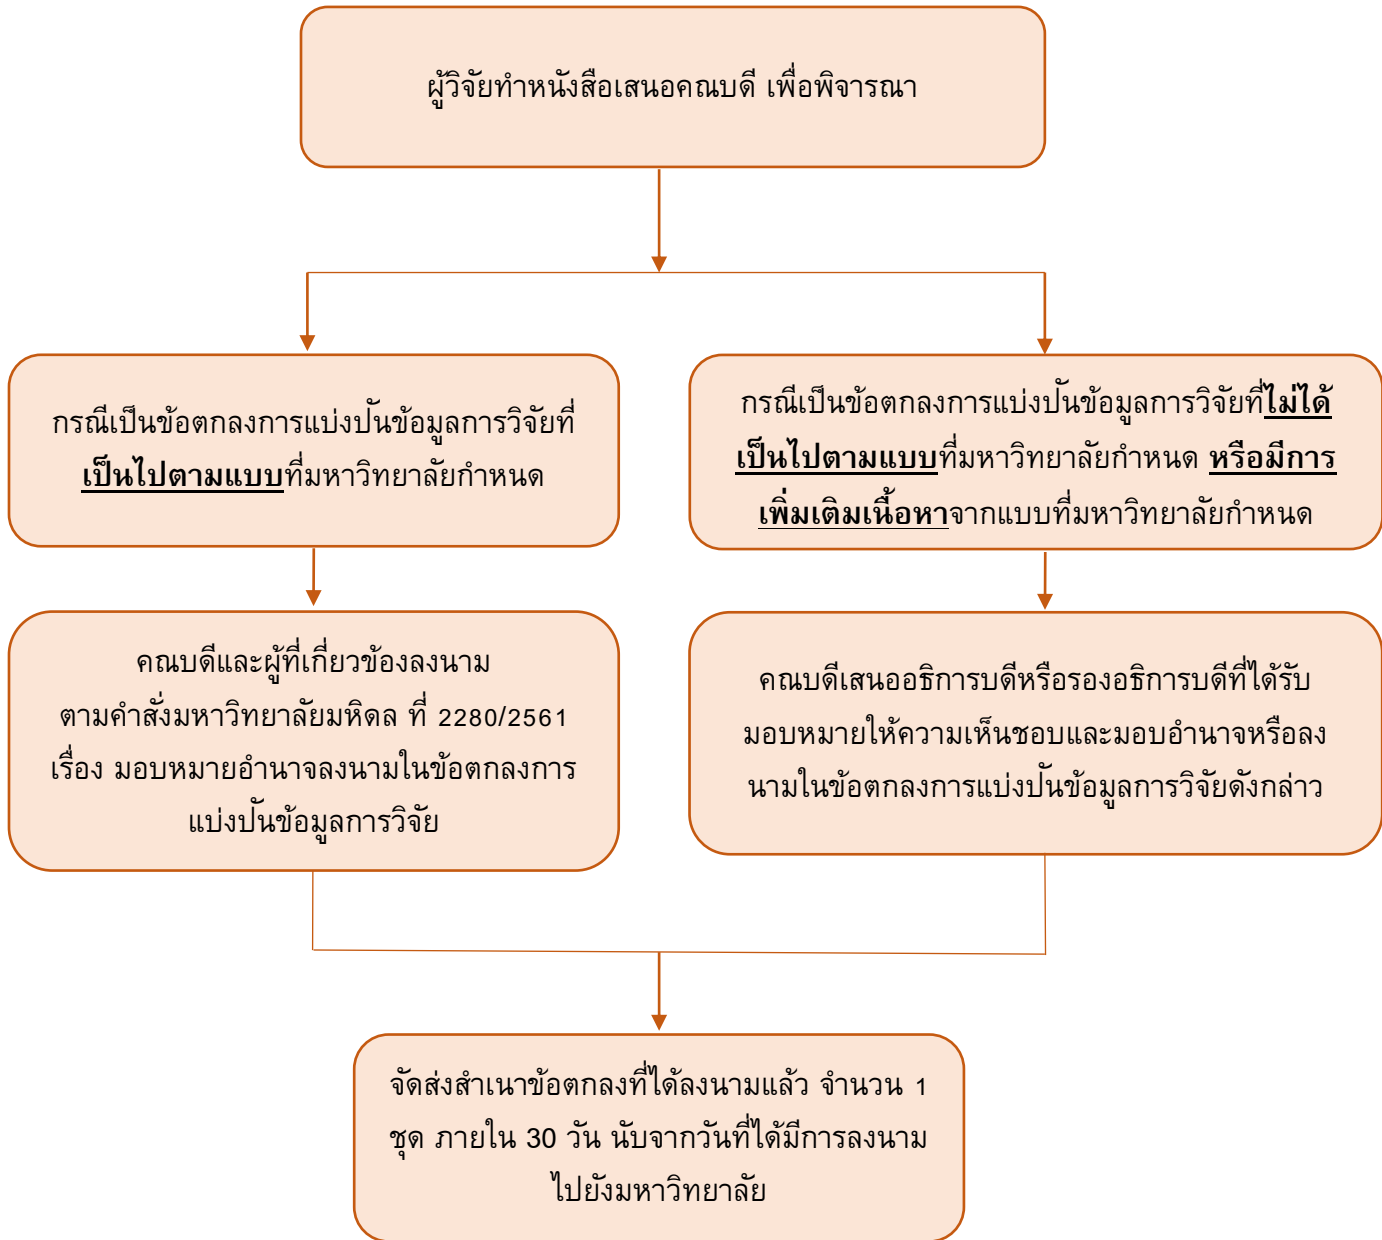 ผู้วิจัยทำหนังสือเสนอคณบดี เพื่อพิจารณา
กรณีเป็นข้อตกลงการแบ่งปันข้อมูลการวิจัยที่
เป็นไปตามแบบที่มหาวิทยาลัยกำหนด
กรณีเป็นข้อตกลงการแบ่งปันข้อมูลการวิจัยที่ไม่ได้
เป็นไปตามแบบที่มหาวิทยาลัยกำหนด หรือมีการ
เพิ่มเติมเนื้อหาจากแบบที่มหาวิทยาลัยกำหนด
คณบดีและผู้ที่เกี่ยวข้องลงนาม
ตามคำสั่งมหาวิทยาลัยมหิดล ที่ 2280/2561
เรื่อง มอบหมายอำนาจลงนามในข้อตกลงการ
แบ่งปันข้อมูลการวิจัย
คณบดีเสนออธิการบดีหรือรองอธิการบดีที่ได้รับ
มอบหมายให้ความเห็นชอบและมอบอำนาจหรือลง
นามในข้อตกลงการแบ่งปันข้อมูลการวิจัยดังกล่าว
จัดส่งสำเนาข้อตกลงที่ได้ลงนามแล้ว จำนวน 1
ชุด ภายใน 30 วัน นับจากวันที่ได้มีการลงนาม
ไปยังมหาวิทยาลัย